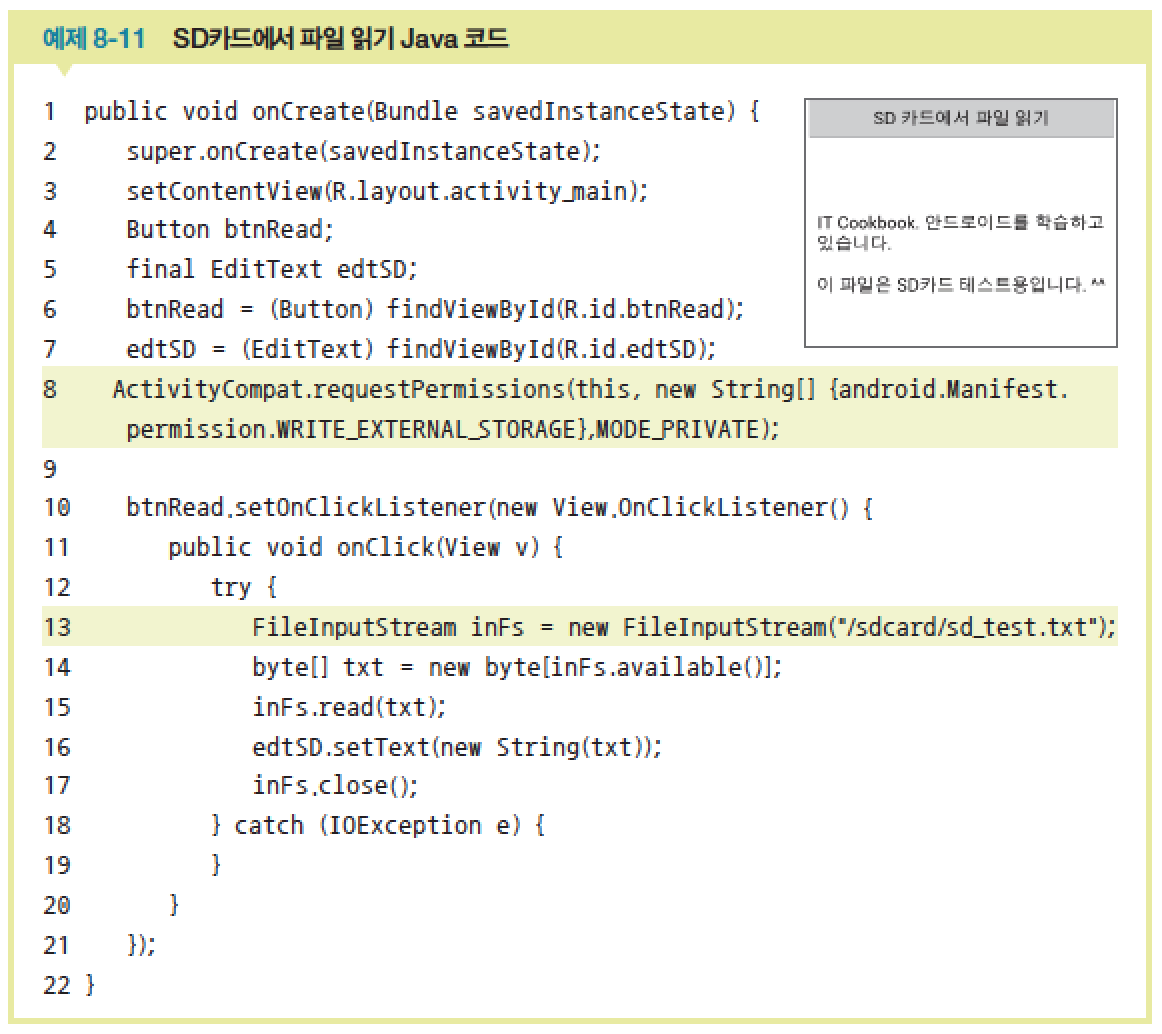 예제 8-11 SD카드에서 파일 읽기 Java 코드
1 public void onCreate(Bundle savedInstanceState) {
2 super.onCreate(savedInstanceState);
3 setContentView(R.layout.activity_main);
4 Button btnRead;
5 final EditText edtSD;
6 btnRead = (Button) findViewById(R.id.btnRead);
7 edtSD = (EditText) findViewById(R.id.edtSD);
SD 카드에서 파일 읽기
IT Cookbook. 안드로이드를 학습하고
있습니다.
이 파일은 SD카드 테스트용입니다. ^^
8 ActivityCompat.requestPermissions(this, new String[] {android.Manifest.
permission.WRITE_EXTERNAL_STORAGE},MODE_PRIVATE);
9
10 btnRead.setOnClickListener(new View.OnClickListener() {
11 public void onClick(View v) {
12 try {
13 FileInputStream inFs = new FileInputStream("/sdcard/sd_test.txt");
14 byte[] txt = new byte[inFs.available()];
15 inFs.read(txt);
16 edtSD.setText(new String(txt));
17 inFs.close();
18 } catch (IOException e) {
19 }
20 }
21 });
22 }